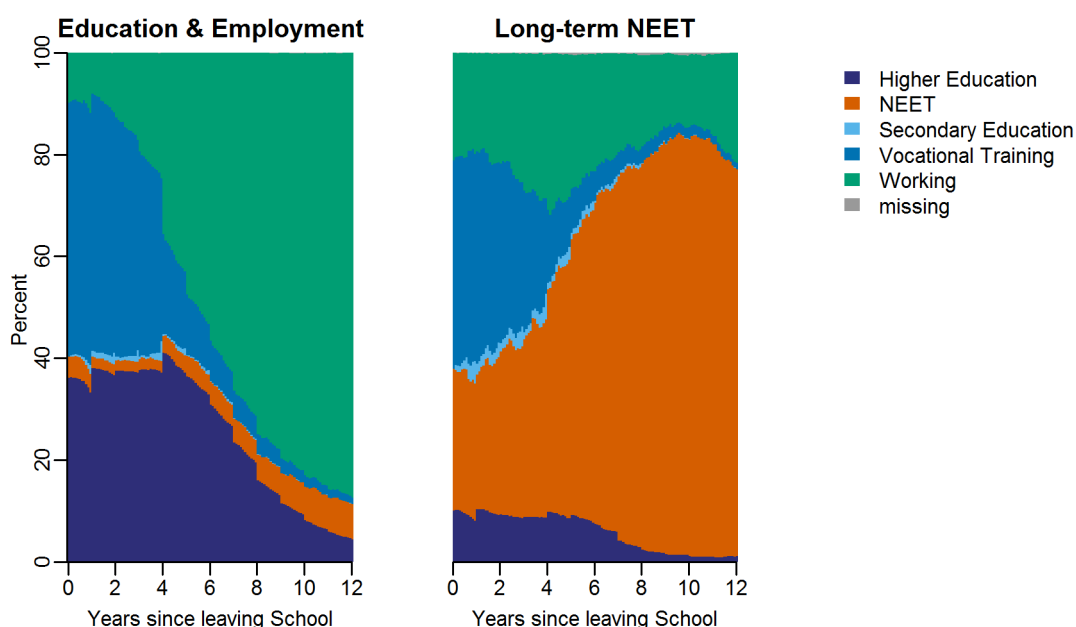 Education & Employment
Long-term NEET
Percent
0
20
40
60
80
100
0 2 4 6 8 10 12
Years since leaving School
0 2 4 6 8 10 12
Years since leaving School
Higher Education
NEET
Secondary Education
Vocational Training
Working
missing